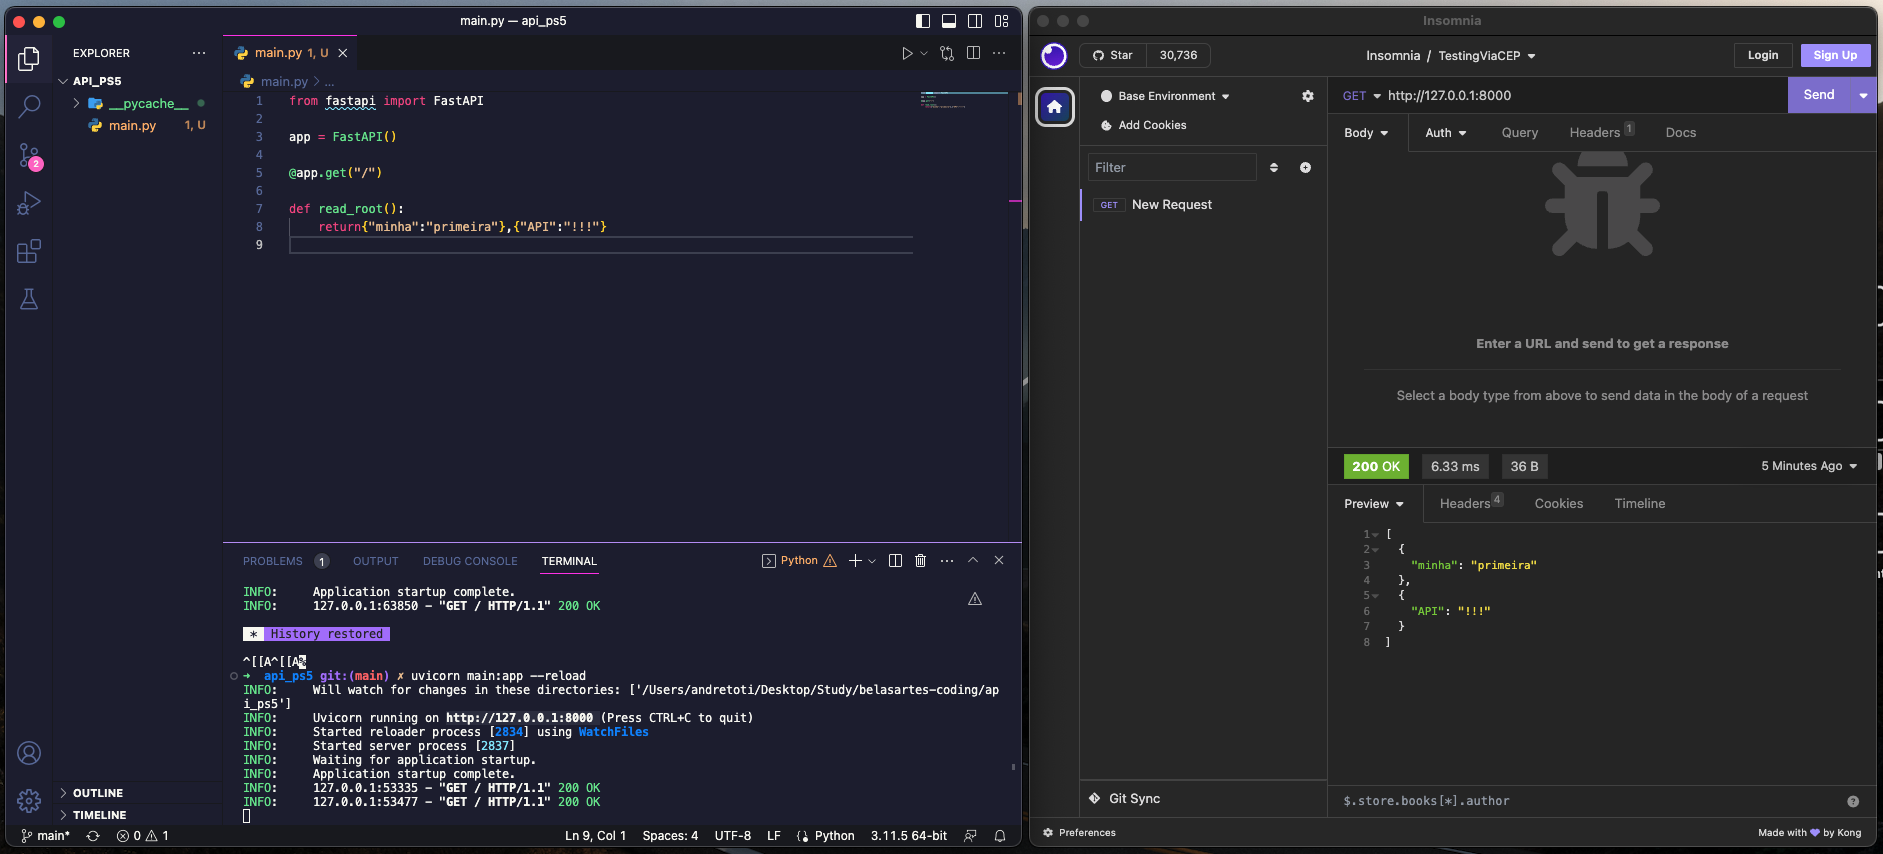 main.py — api_ps5
EXPLORER
API_PS5
__pycache__
main.py 1, U
2
OUTLINE
TIMELINE
main.py 1, U
main.py > ...
1 from fastapi import FastAPI
2
3 app = FastAPI()
4
5 @app.get("/")
6
7 def read_root():
8 return{"minha":"primeira"},{"API":"!!!"}
9
PROBLEMS 1 OUTPUT DEBUG CONSOLE TERMINAL Python
INFO: Application startup complete.
INFO: 127.0.0.1:63850 - "GET / HTTP/1.1" 200 OK
* History restored
^[[A^[[A%
➜ api_ps5 git:(main) ✗ uvicorn main:app --reload
INFO: Will watch for changes in these directories: ['/Users/andretoti/Desktop/Study/belasartes-coding/ap
i_ps5']
INFO: Uvicorn running on http://127.0.0.1:8000 (Press CTRL+C to quit)
INFO: Started reloader process [2834] using WatchFiles
INFO: Started server process [2837]
INFO: Waiting for application startup.
INFO: Application startup complete.
INFO: 127.0.0.1:53335 - "GET / HTTP/1.1" 200 OK
INFO: 127.0.0.1:53477 - "GET / HTTP/1.1" 200 OK
main* 0 1 Ln 9, Col 1 Spaces: 4 UTF-8 LF Python 3.11.5 64-bit
Insomnia
Star 30,736 Insomnia / TestingViaCEP Login Sign Up
Base Environment
Add Cookies
Filter
GET New Request
Git Sync
GET http://127.0.0.1:8000 Send
Body Auth Query Headers 1 Docs
Enter a URL and send to get a response
Select a body type from above to send data in the body of a request
200 OK 6.33 ms 36 B 5 Minutes Ago
Preview Headers 4 Cookies Timeline
1 [
2 {
3 "minha": "primeira"
4 },
5 {
6 "API": "!!!"
7 }
8 ]
$.store.books[*].author
Preferences Made with by Kong